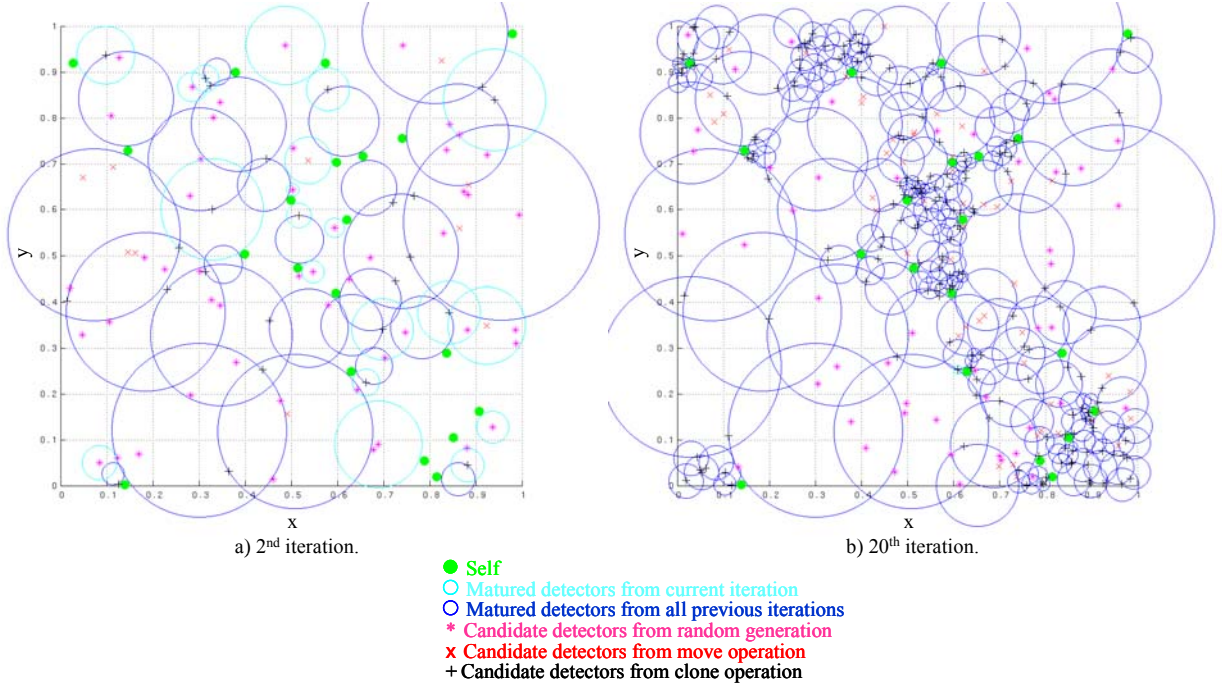 1
0.9
0.8
0.7
0.6
0.5
0.4
0.3
0.2
0.1
0
y
0 0.1 0.2 0.3 0.4 0.5 0.6 0.7 0.8 0.9 1
x
a) 2nd iteration.
1
0.9
0.8
0.7
0.6
0.5
0.4
0.3
0.2
0.1
0
y
0 0.1 0.2 0.3 0.4 0.5 0.6 0.7 0.8 0.9 1
x
b) 20th iteration.
Self
Matured detectors from current iteration
Matured detectors from all previous iterations
* Candidate detectors from random generation
x Candidate detectors from move operation
+ Candidate detectors from clone operation